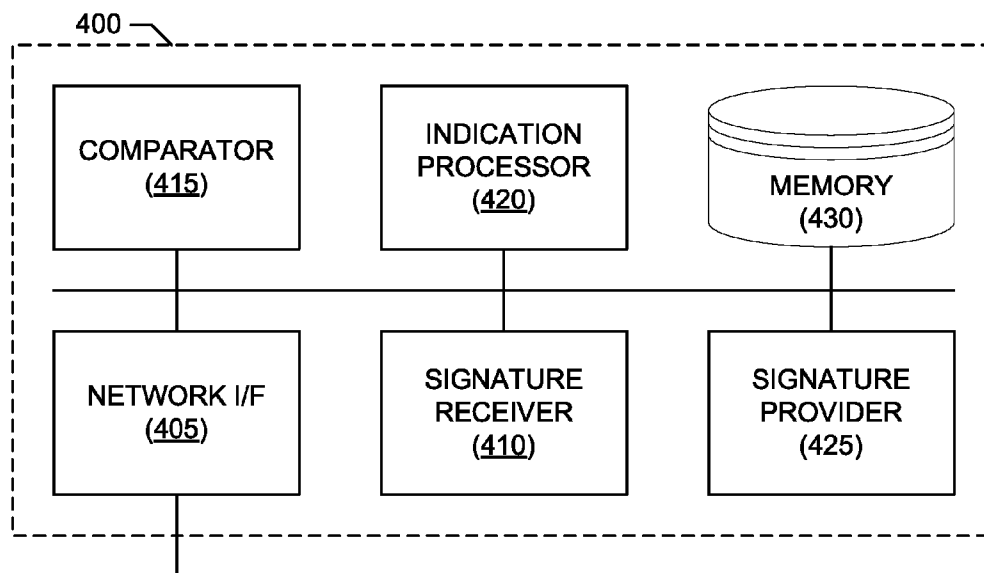 400
COMPARATOR
(415)
INDICATION
PROCESSOR
(420)
MEMORY
(430)
NETWORK I/F
(405)
SIGNATURE
RECEIVER
(410)
SIGNATURE
PROVIDER
(425)